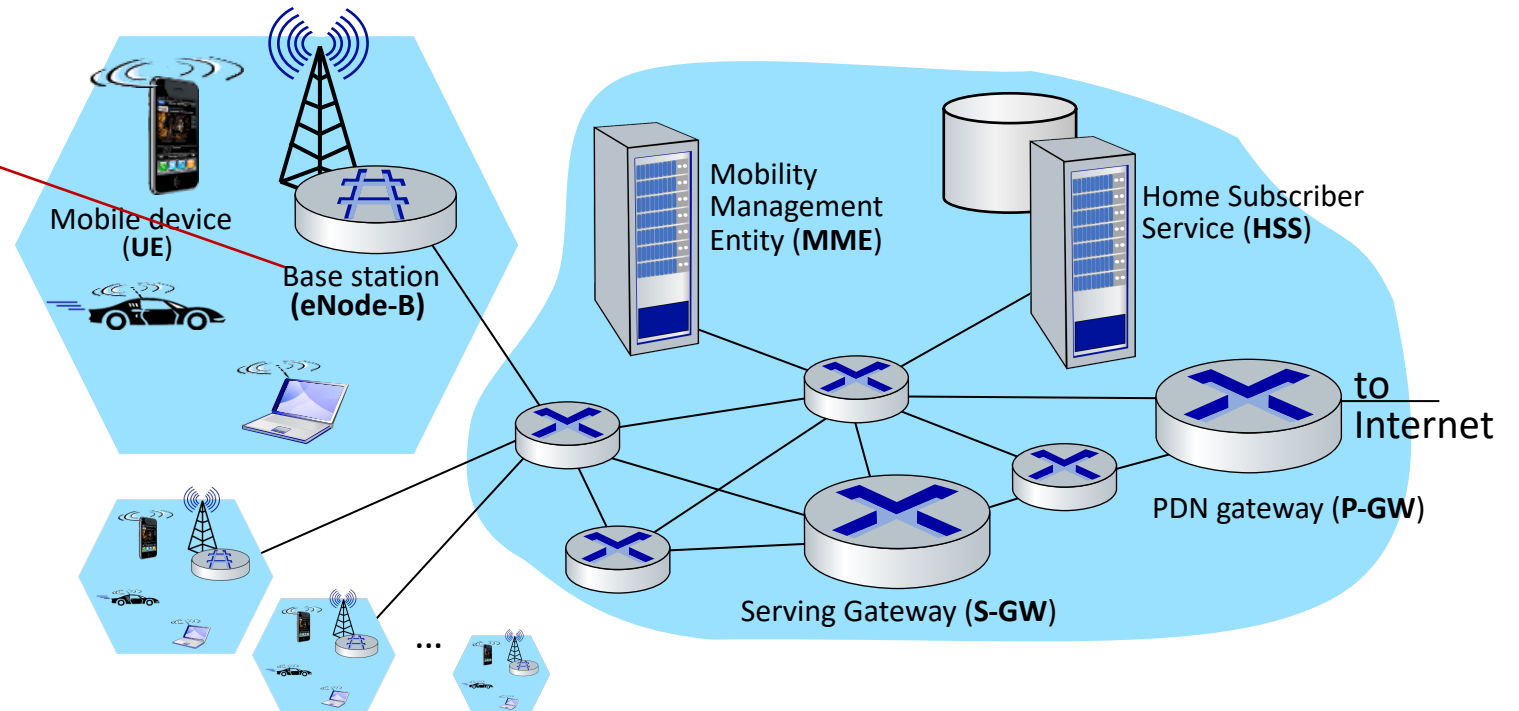 Mobile device
(UE)
Base station
(eNode-B)
Mobility
Management
Entity (MME)
Home Subscriber
Service (HSS)
to
Internet
PDN gateway (P-GW)
Serving Gateway (S-GW)
...